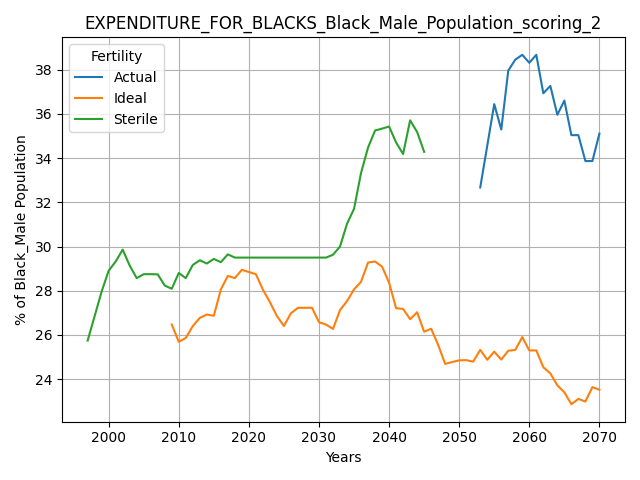 EXPENDITURE_FOR_BLACKS_Black_Male_Population_scoring_2
Fertility
Actual
Ideal
Sterile
% of Black_Male Population
38
36
34
32
30
28
26
24
2000 2010 2020 2030 2040 2050 2060 2070
Years